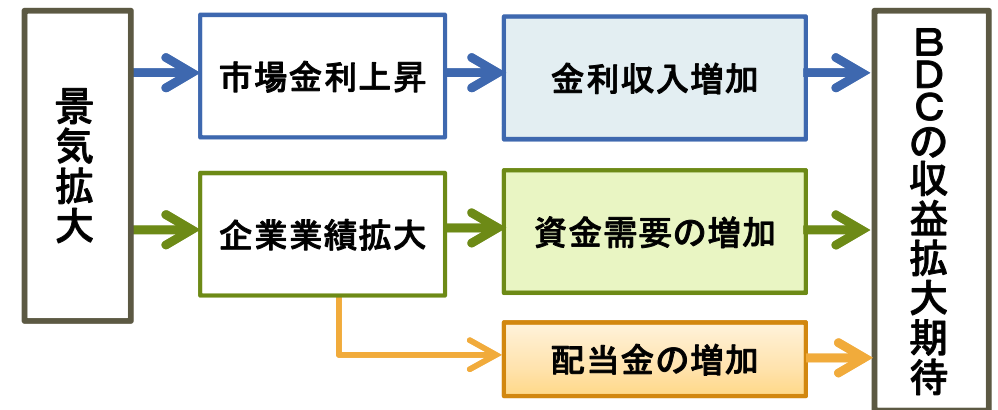 景気拡大
市場金利上昇
金利収入増加
企業業績拡大
資金需要の増加
配当金の増加
ＢＤＣの収益拡大期待